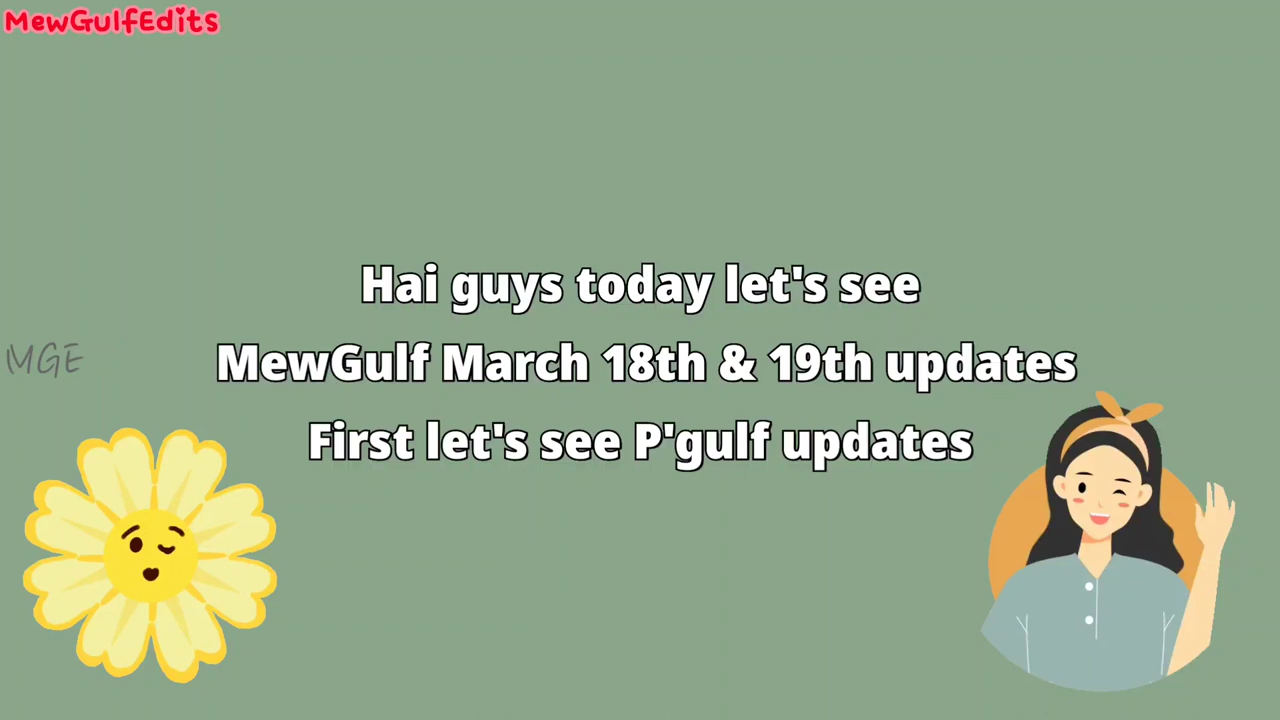 MewGulfEdits
Hai guys today let's see
MewGulf March 18th & 19th updates
MGE
First let's see P'gulf updates